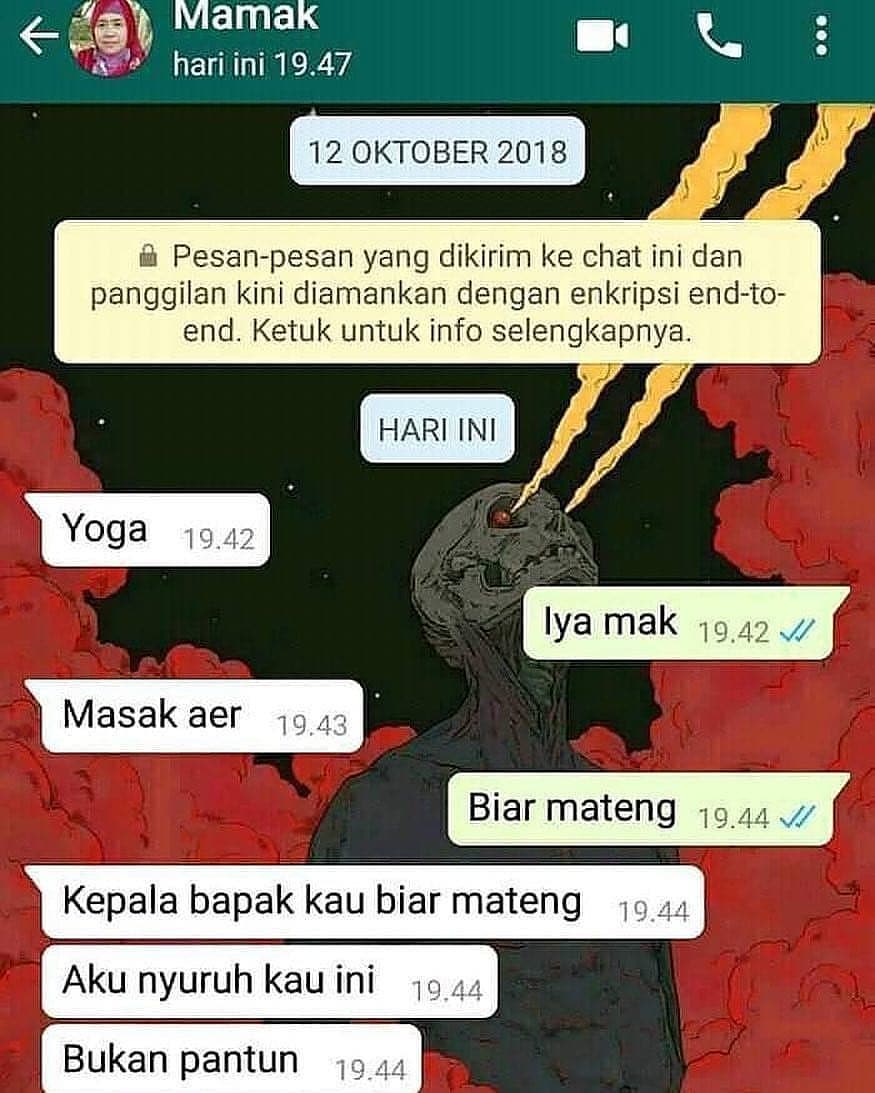 Mamak
hari ini 19.47
12 OKTOBER 2018
Pesan-pesan yang dikirim ke chat ini dan
panggilan kini diamankan dengan enkripsi end-to-
end. Ketuk untuk info selengkapnya.
HARI INI
Yoga 19.42
Iya mak 19.42
Masak aer 19.43
Biar mateng 19.44
Kepala bapak kau biar mateng 19.44
Aku nyuruh kau ini 19.44
Bukan pantun 19.44